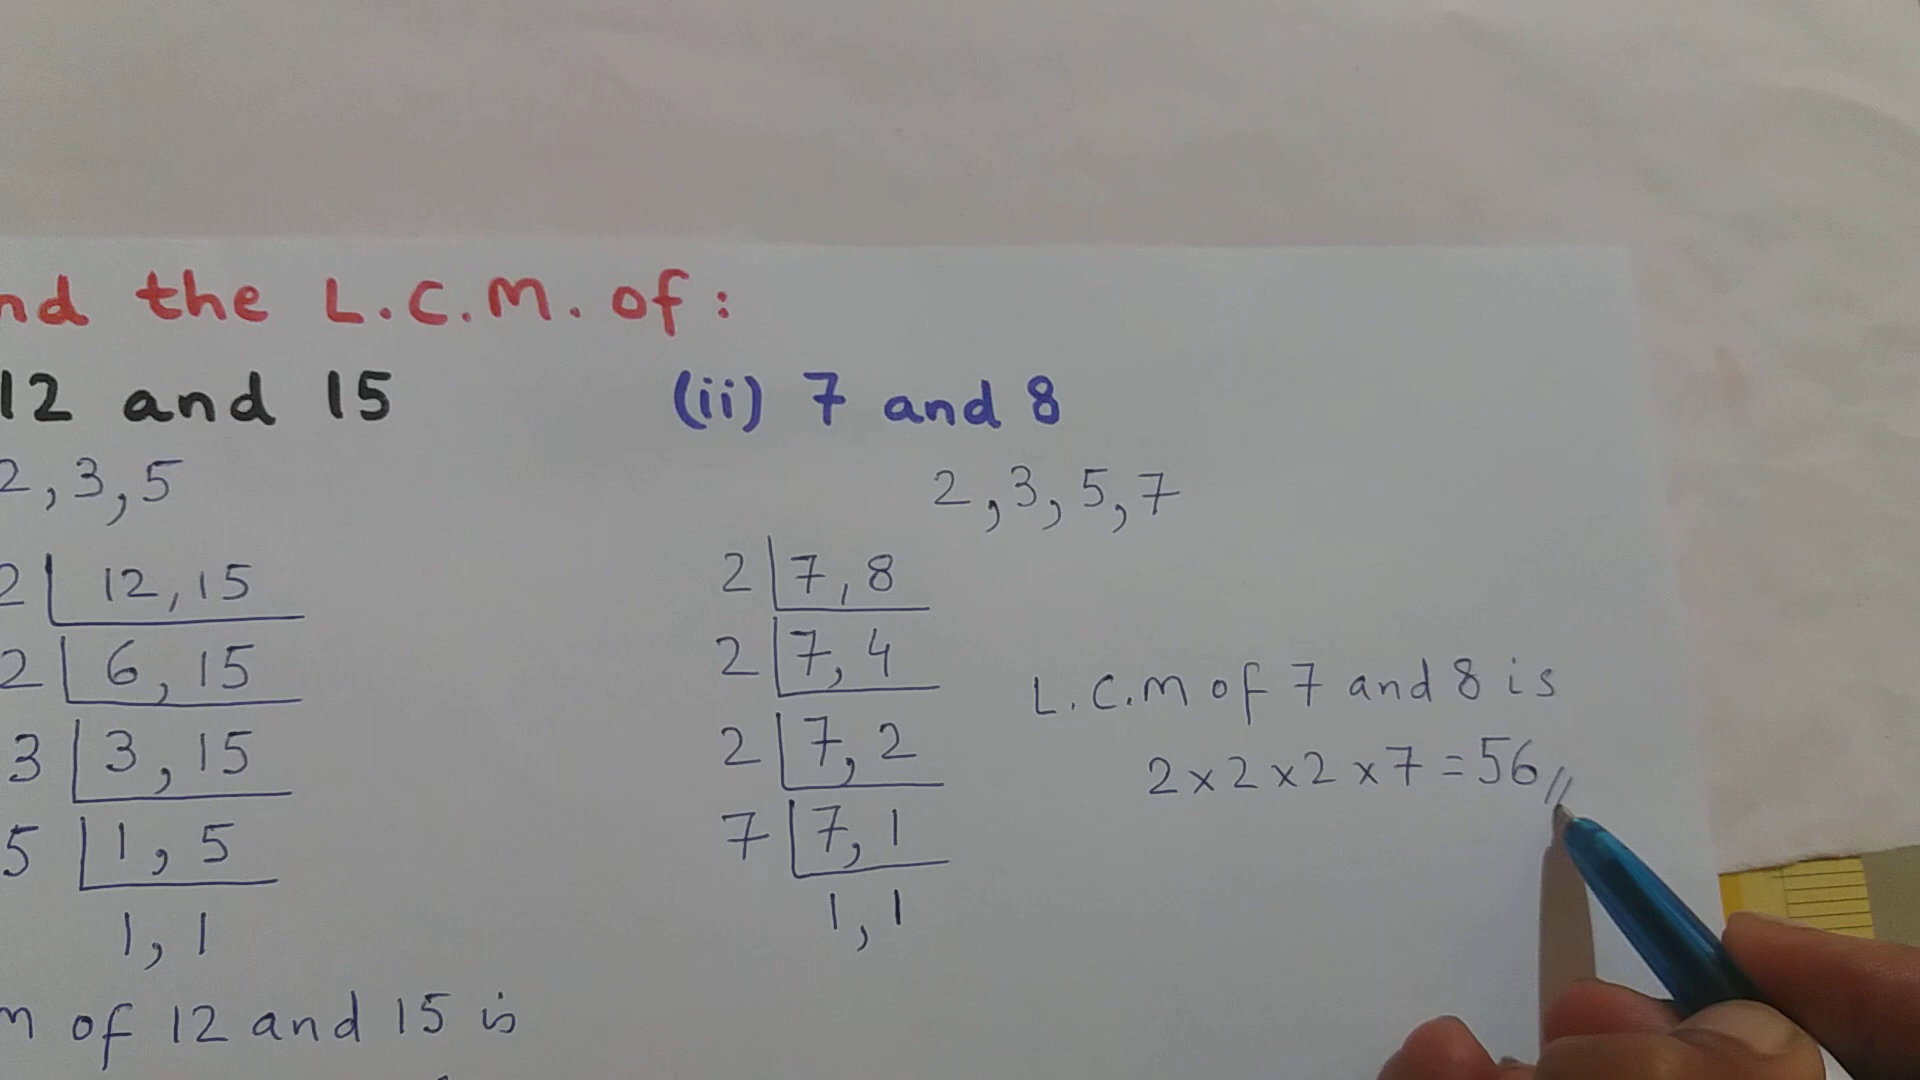 nd the L.C.M. of:
12 and 15
2,3,5
2 12,15
2 6,15
3 3,15
5 1,5
1,1
m of 12 and 15 is
(ii) 7 and 8
2,3,5,7
2 7,8
2 7,4
2 7,2
7 7,1
1,1
L.C.M of 7 and 8 is
2×2×2×7=56//